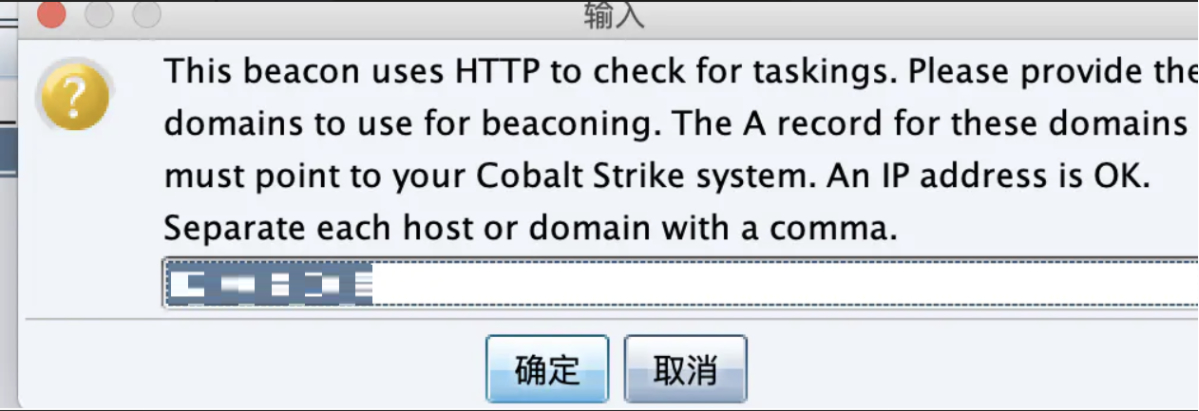 输入
This beacon uses HTTP to check for taskings. Please provide the
domains to use for beaconing. The A record for these domains
must point to your Cobalt Strike system. An IP address is OK.
Separate each host or domain with a comma.
确定 取消